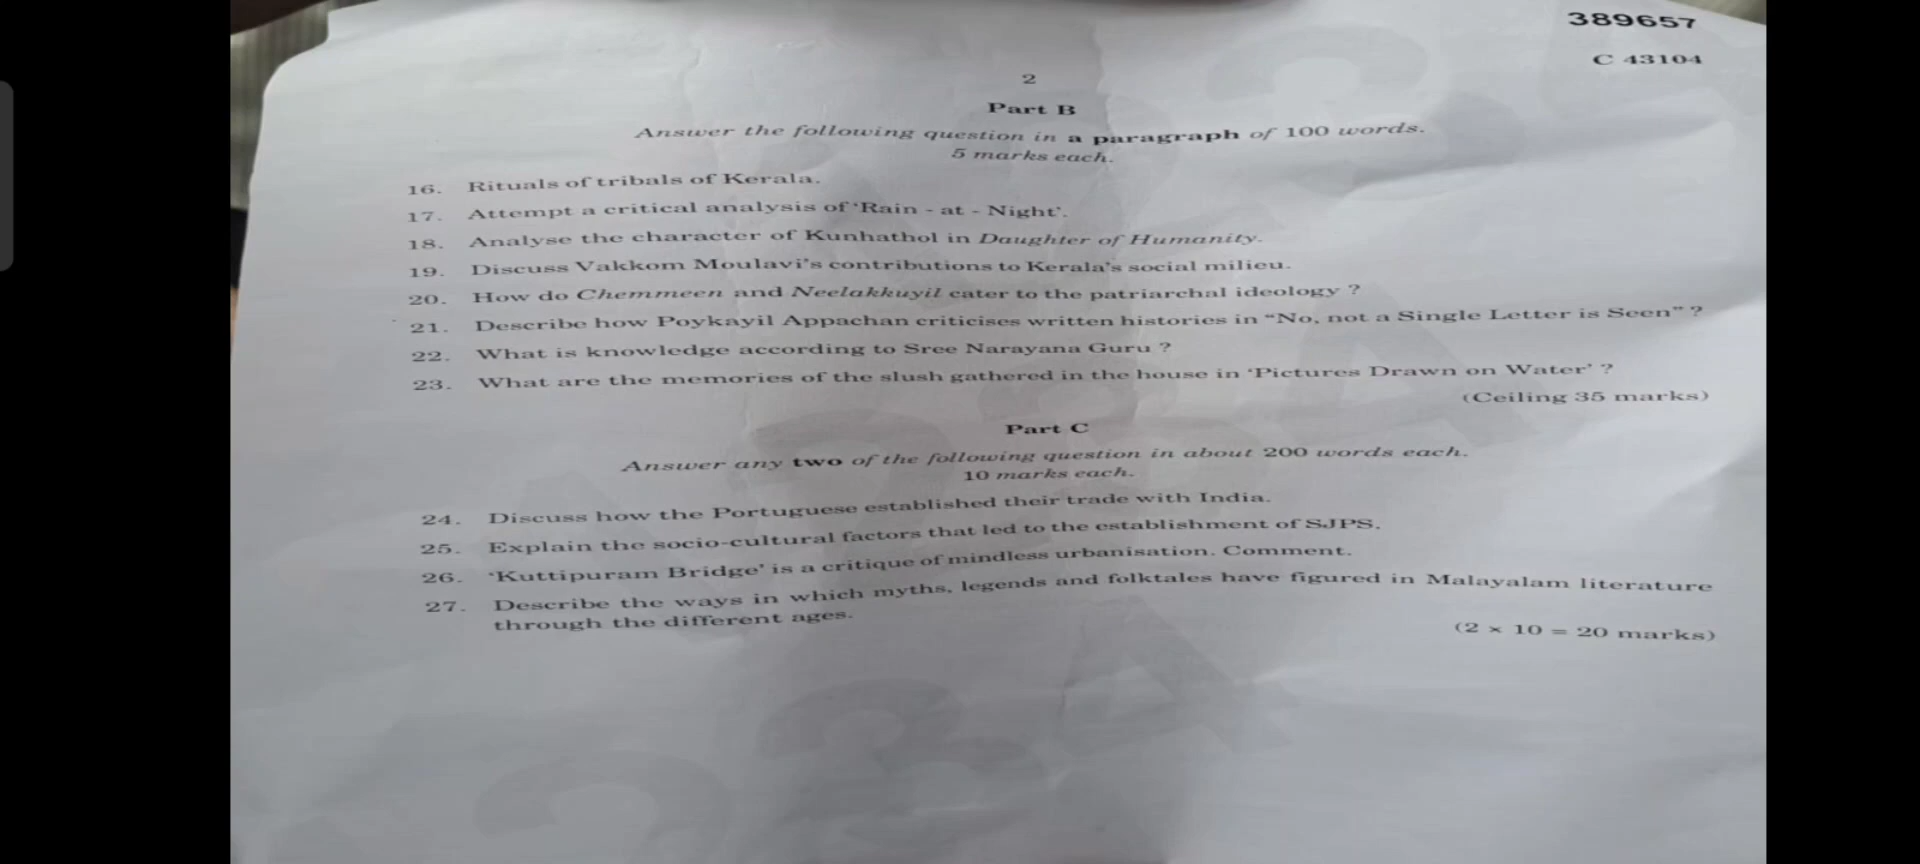 389657
C 43104
2
Part B
Answer the following question in a paragraph of 100 words.
5 marks each.
16. Rituals of tribals of Kerala.
17. Attempt a critical analysis of 'Rain - at - Night'.
18. Analyse the character of Kunhathol in Daughter of Humanity.
19. Discuss Vakkom Moulavi's contributions to Kerala's social milieu.
20. How do Chemmeen and Neelakkuyil cater to the patriarchal ideology ?
21. Describe how Poykayil Appachan criticises written histories in "No, not a Single Letter is Seen" ?
22. What is knowledge according to Sree Narayana Guru ?
23. What are the memories of the slush gathered in the house in 'Pictures Drawn on Water' ?
(Ceiling 35 marks)
Part C
Answer any two of the following question in about 200 words each.
10 marks each.
24. Discuss how the Portuguese established their trade with India.
25. Explain the socio-cultural factors that led to the establishment of SJPS.
26. 'Kuttipuram Bridge' is a critique of mindless urbanisation. Comment.
27. Describe the ways in which myths, legends and folktales have figured in Malayalam literature
through the different ages.
(2 × 10 = 20 marks)